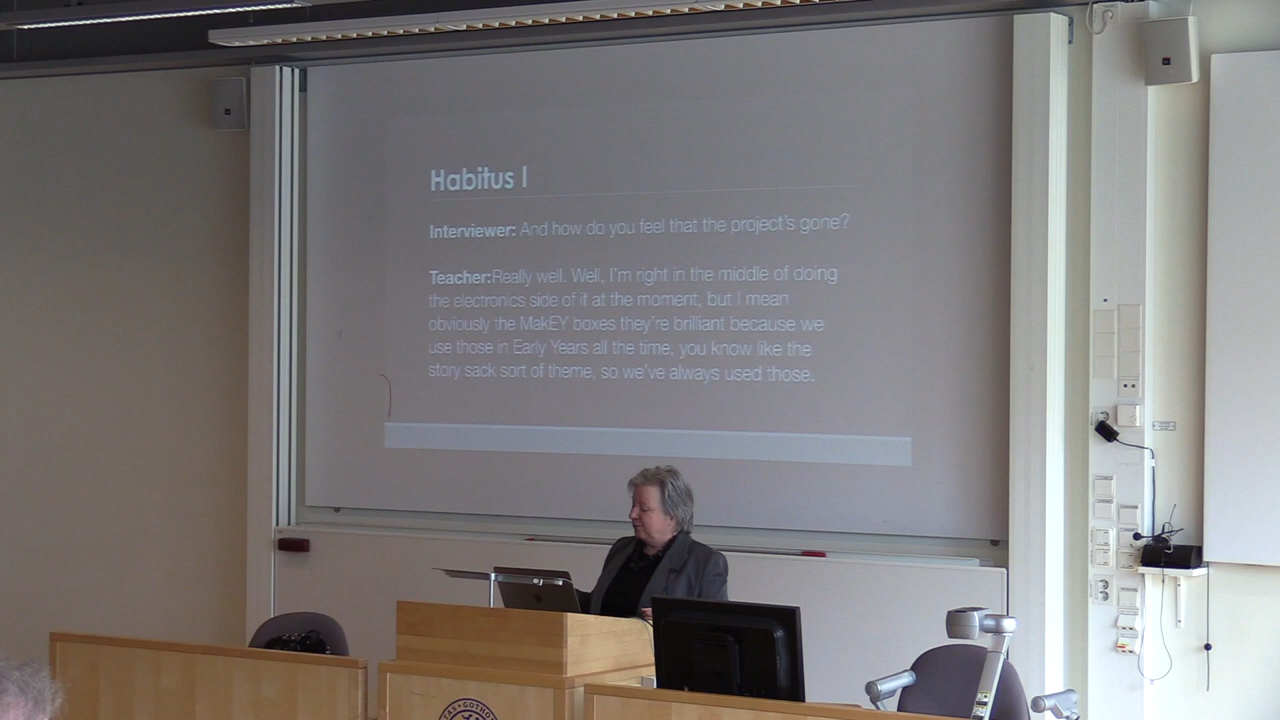 Habitus I
Interviewer: And how do you feel that the project's gone?
Teacher:Really well. Well, I'm right in the middle of doing
the electronics side of it at the moment, but I mean
obviously the MakEY boxes they're brilliant because we
use those in Early Years all the time, you know like the
story sack sort of theme, so we've always used those.